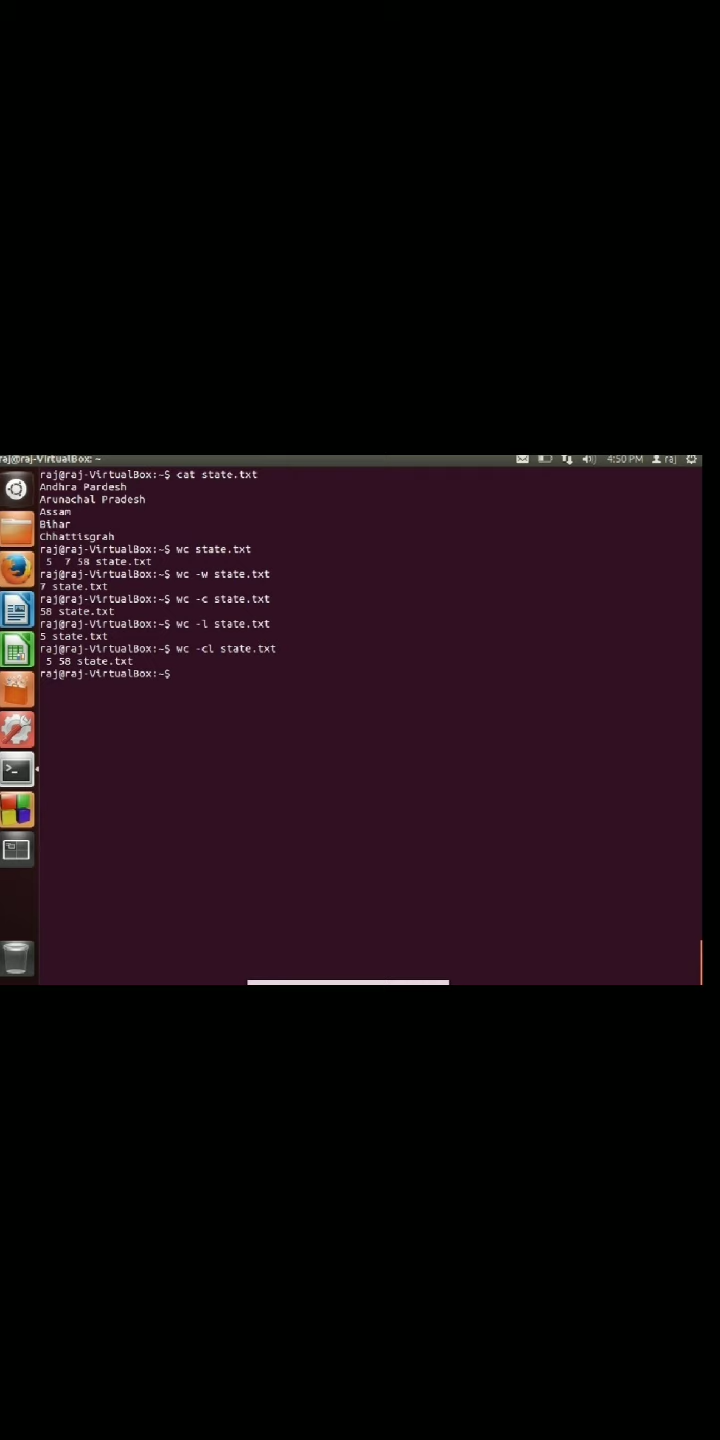 raj@raj-VirtualBox: ~
4:50 PM raj
raj@raj-VirtualBox:~$ cat state.txt
Andhra Pardesh
Arunachal Pradesh
Assam
Bihar
Chhattisgrah
raj@raj-VirtualBox:~$ wc state.txt
 5  7 58 state.txt
raj@raj-VirtualBox:~$ wc -w state.txt
7 state.txt
raj@raj-VirtualBox:~$ wc -c state.txt
58 state.txt
raj@raj-VirtualBox:~$ wc -l state.txt
5 state.txt
raj@raj-VirtualBox:~$ wc -cl state.txt
 5 58 state.txt
raj@raj-VirtualBox:~$